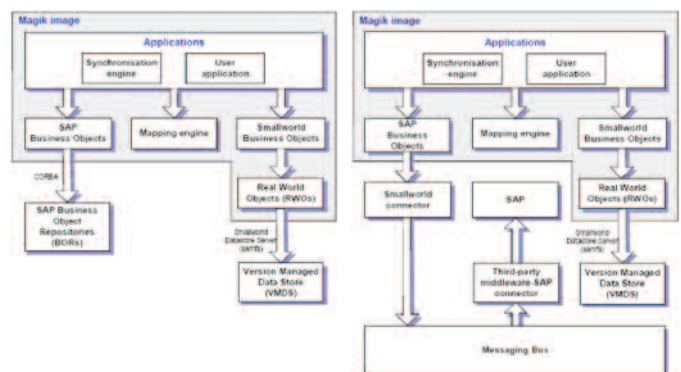 Magik image
Applications
Synchronisation
engine
User
application
SAP
Business Objects
Mapping engine
Smallworld
Business Objects
CORBA
Real World
Objects (RWOs)
SAP Business
Object
Repositories
(BORs)
Smallworld
Datastore Server
Version Managed
Data Store
(VMDS)
Magik image
Applications
Synchronisation
engine
User
application
SAP
Business
Objects
Mapping engine
Smallworld
Business Objects
Smallworld
connector
SAP
Real World
Objects (RWOs)
Smallworld
Datastore Server
Third-party
middleware-SAP
connector
Version Managed
Data Store
(VMDS)
Messaging Bus